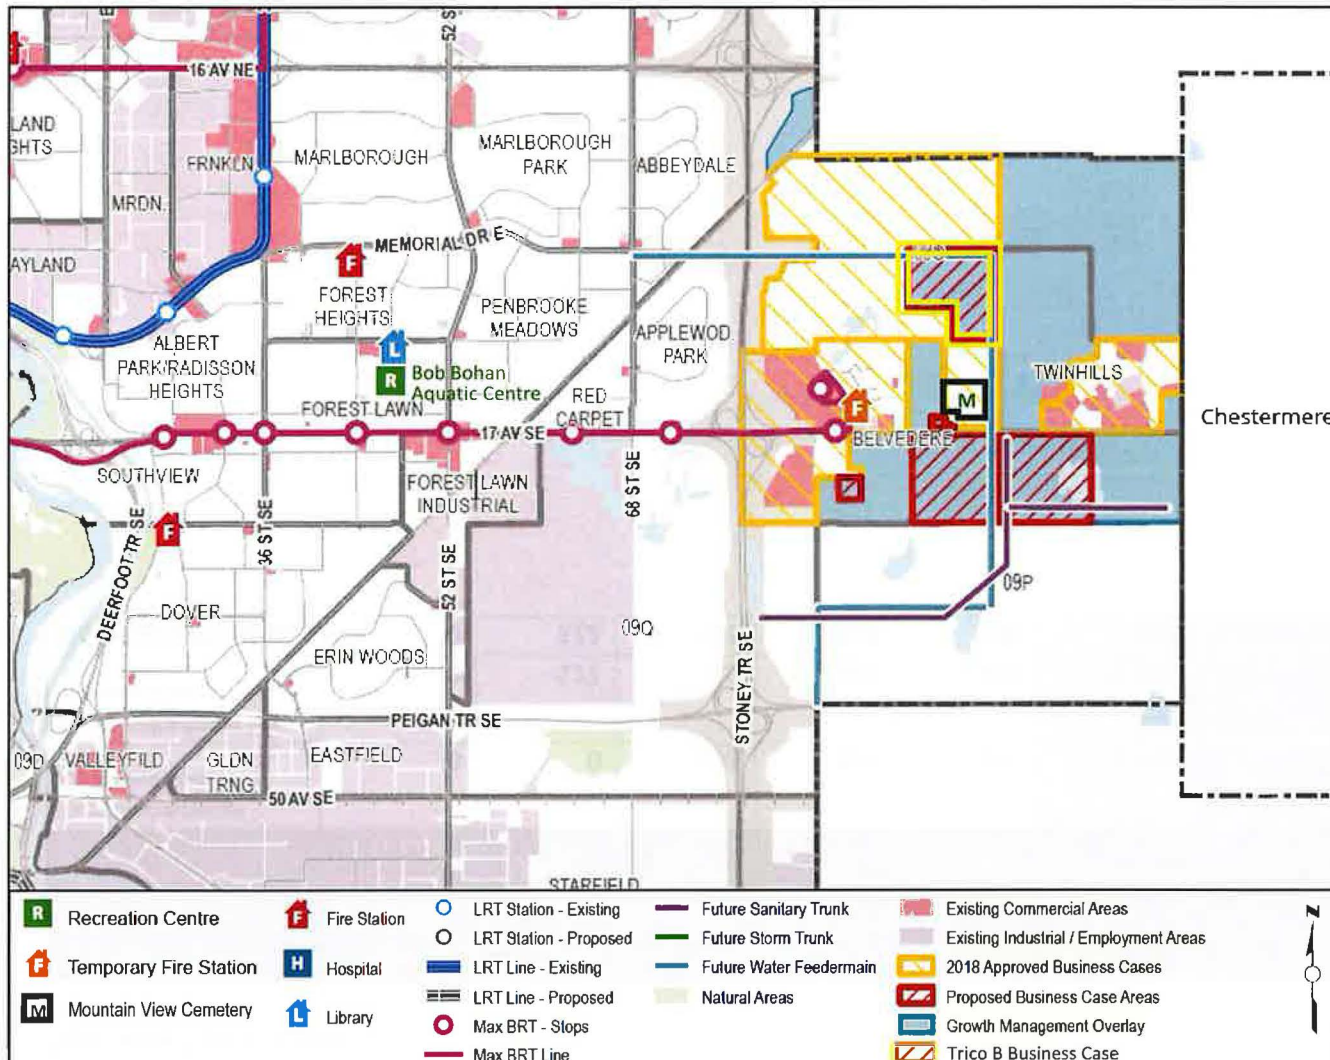 16 AV NE
52 S
LAND
GHTS
FRNKLN
MARLBOROUGH
MARLBOROUGH
PARK
ABBEYDALE
MRDN.
MEMORIAL DR E
AYLAND
F
FOREST
HEIGHTS
PENBROOKE
MEADOWS
ALBERT
PARK/RADISSON
HEIGHTS
L
R
Bob Bohan
Aquatic Centre
APPLEWOD
PARK
TWINHILLS
RED
CARPET
FOREST LAWN
M
F
Chestermere
17 AV SE
BELVEDERE
SOUTHVIEW
FOREST LAWN
INDUSTRIAL
68 ST SE
F
36 ST SE
DEERFOOT TR SE
52 ST SE
DOVER
09P
09Q
ERIN WOODS
STONEY TR SE
PEIGAN TR SE
09D
VALLEYFILD
GLDN
TRNG.
EASTFIELD
50 AV SE
STARFIELD
R Recreation Centre
F Temporary Fire Station
M Mountain View Cemetery
F Fire Station
H Hospital
L Library
LRT Station - Existing
LRT Station - Proposed
LRT Line - Existing
LRT Line - Proposed
Max BRT - Stops
Max BRT Line
Future Sanitary Trunk
Future Storm Trunk
Future Water Feedermain
Natural Areas
Existing Commercial Areas
Existing Industrial / Employment Areas
2018 Approved Business Cases
Proposed Business Case Areas
Growth Management Overlay
Trico B Business Case
N